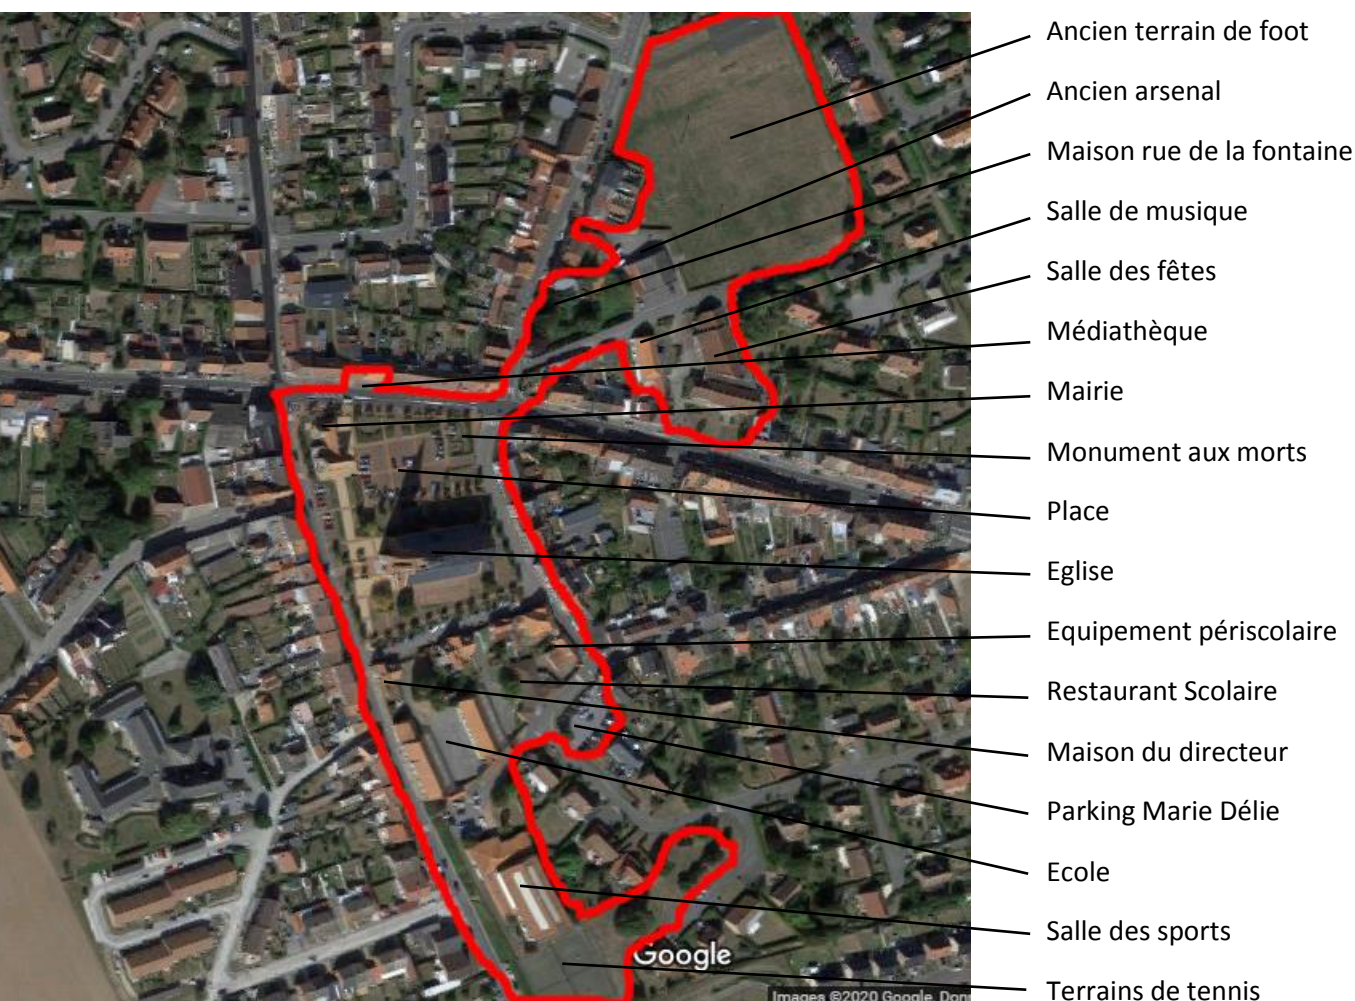 Ancien terrain de foot
Ancien arsenal
Maison rue de la fontaine
Salle de musique
Salle des fêtes
Médiathèque
Mairie
Monument aux morts
Place
Eglise
Equipement périscolaire
Restaurant Scolaire
Maison du directeur
Parking Marie Délie
Ecole
Salle des sports
Google
Terrains de tennis
Images ©2020 Google, Don